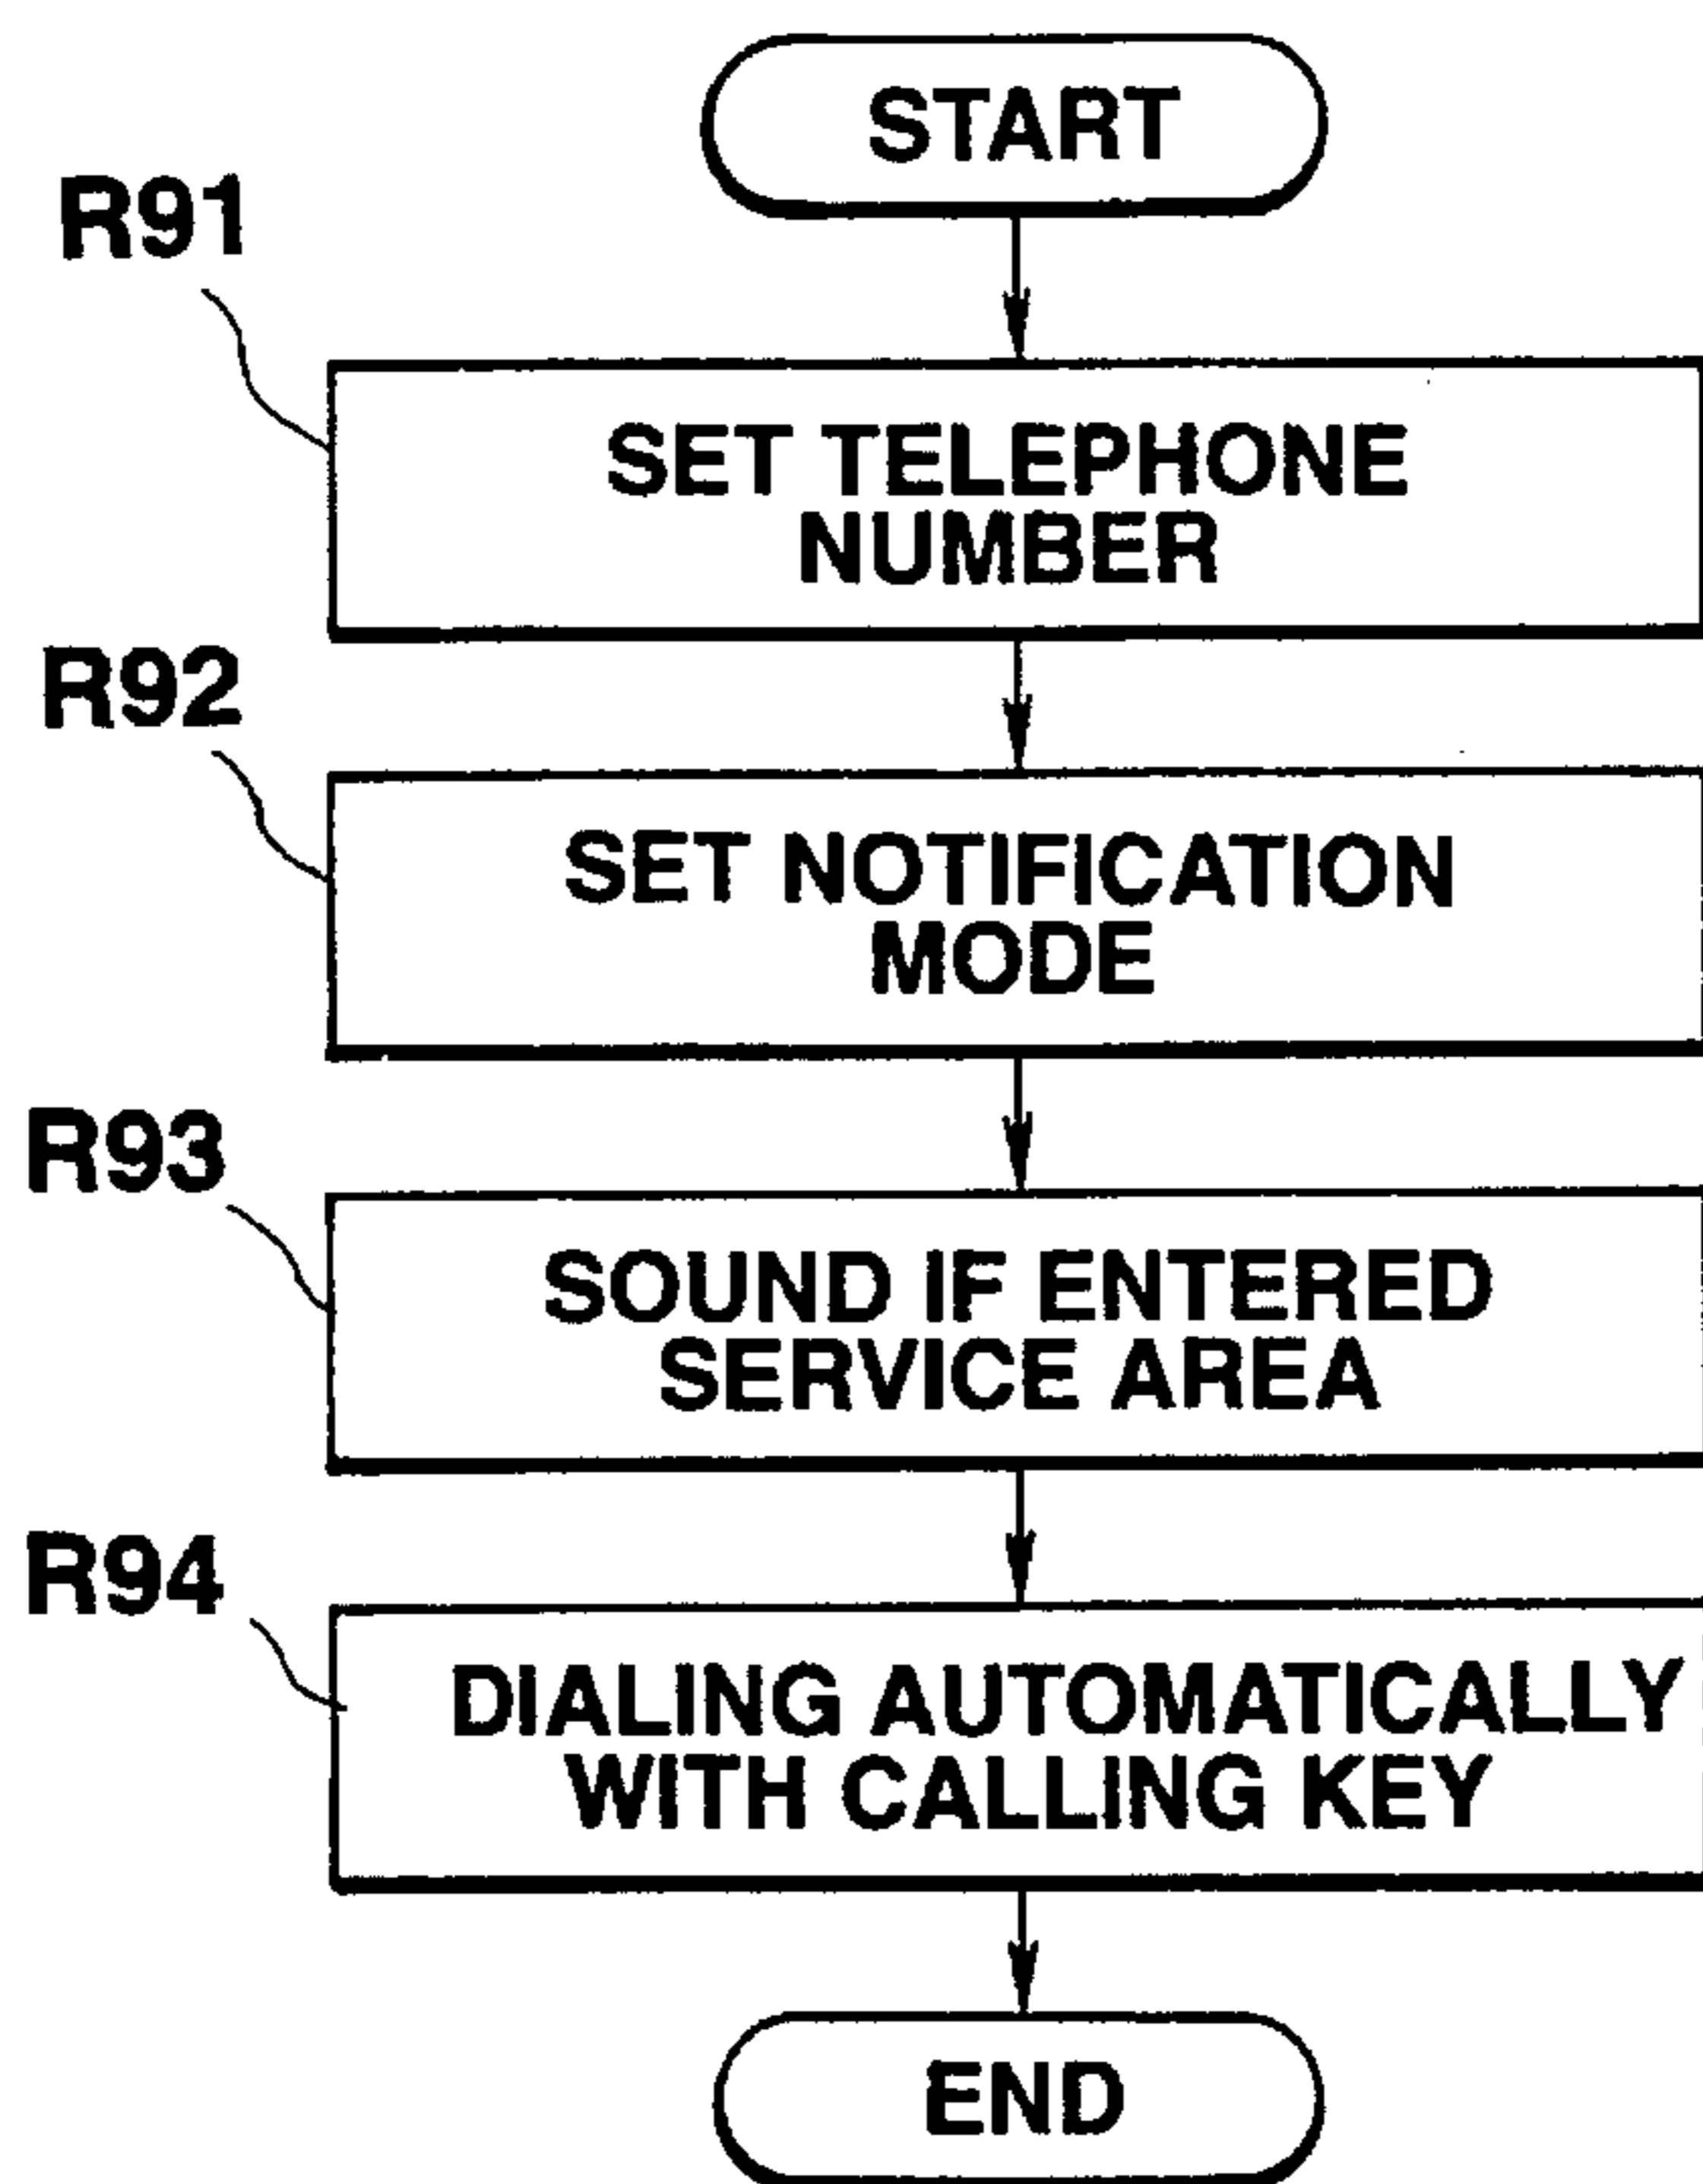 START
R91
SET TELEPHONE
NUMBER
R92
SET NOTIFICATION
MODE
R93
SOUND IF ENTERED
SERVICE AREA
R94
DIALING AUTOMATICALLY
WITH CALLING KEY
END